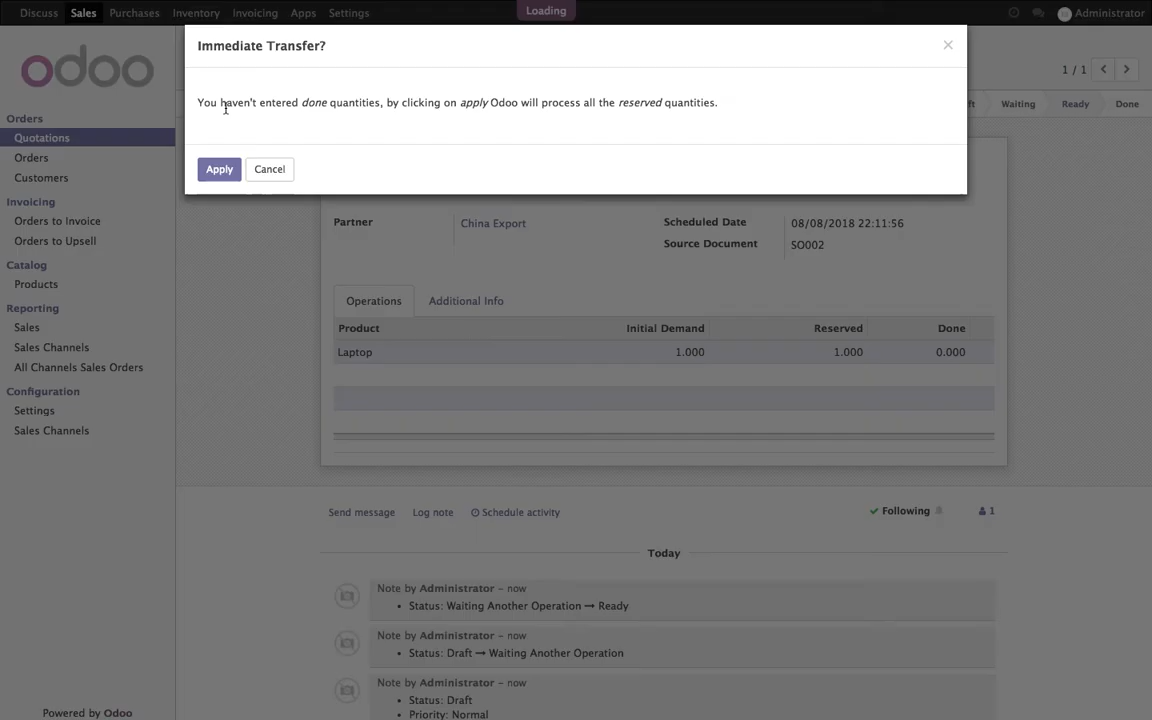 Discuss Sales Purchases Inventory Invoicing Apps Settings Loading Administrator
Immediate Transfer? ×
odoo
1 / 1
You haven't entered done quantities, by clicking on apply Odoo will process all the reserved quantities.
ft Waiting Ready Done
Orders
Quotations
Orders
Customers
Apply Cancel
Invoicing
Orders to Invoice
Orders to Upsell
Catalog
Products
Reporting
Sales
Sales Channels
All Channels Sales Orders
Configuration
Settings
Sales Channels
Partner China Export Scheduled Date 08/08/2018 22:11:56
Source Document SO002
Operations Additional Info
Product Initial Demand Reserved Done
Laptop 1.000 1.000 0.000
Send message Log note Schedule activity Following 1
Today
Note by Administrator – now
• Status: Waiting Another Operation → Ready
Note by Administrator – now
• Status: Draft → Waiting Another Operation
Note by Administrator – now
• Status: Draft
• Priority: Normal
Powered by Odoo